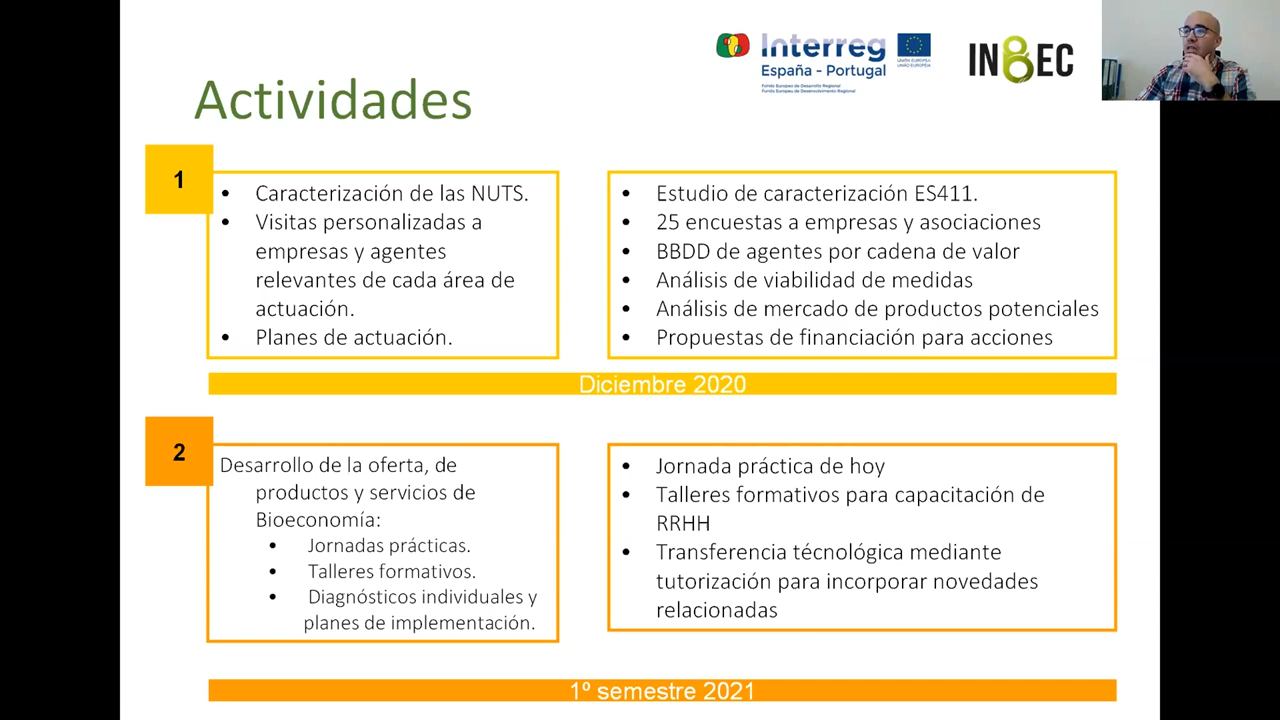 Interreg
España - Portugal
Fondo Europeo de Desarrollo Regional
Fundo Europeu de Desenvolvimento Regional
UNIÓN EUROPEA
UNIÃO EUROPEIA
INBEC
Actividades
1
• Caracterización de las NUTS.
• Visitas personalizadas a
empresas y agentes
relevantes de cada área de
actuación.
• Planes de actuación.
• Estudio de caracterización ES411.
• 25 encuestas a empresas y asociaciones
• BBDD de agentes por cadena de valor
• Análisis de viabilidad de medidas
• Análisis de mercado de productos potenciales
• Propuestas de financiación para acciones
Diciembre 2020
2
Desarrollo de la oferta, de
productos y servicios de
Bioeconomía:
• Jornadas prácticas.
• Talleres formativos.
• Diagnósticos individuales y
planes de implementación.
• Jornada práctica de hoy
• Talleres formativos para capacitación de
RRHH
• Transferencia técnológica mediante
tutorización para incorporar novedades
relacionadas
1º semestre 2021